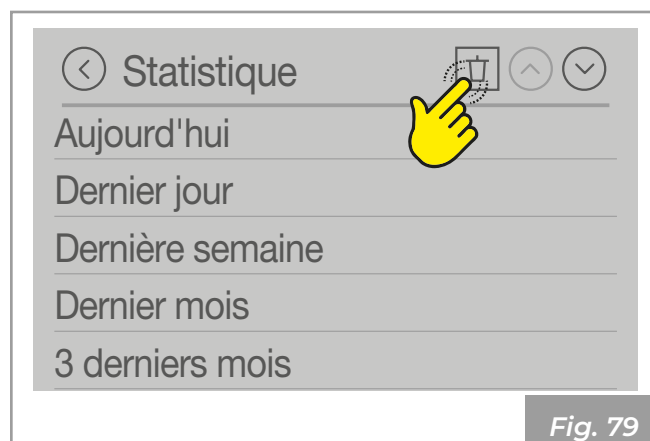 Statistique
Aujourd'hui
Dernier jour
Dernière semaine
Dernier mois
3 derniers mois
Fig. 79